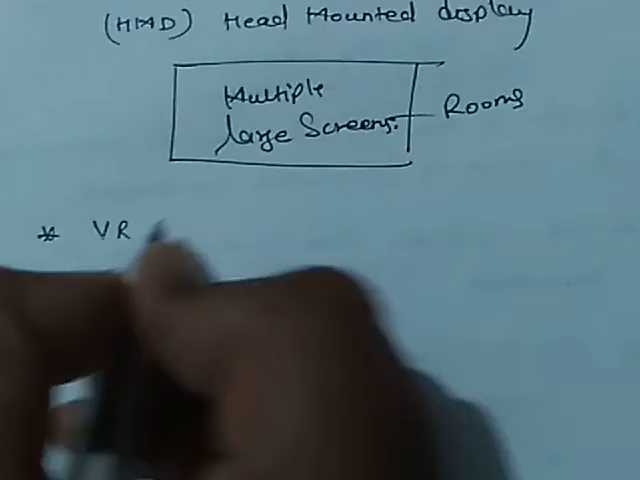 (HMD) Head Mounted display
Multiple
large Screens.
Rooms
* VR